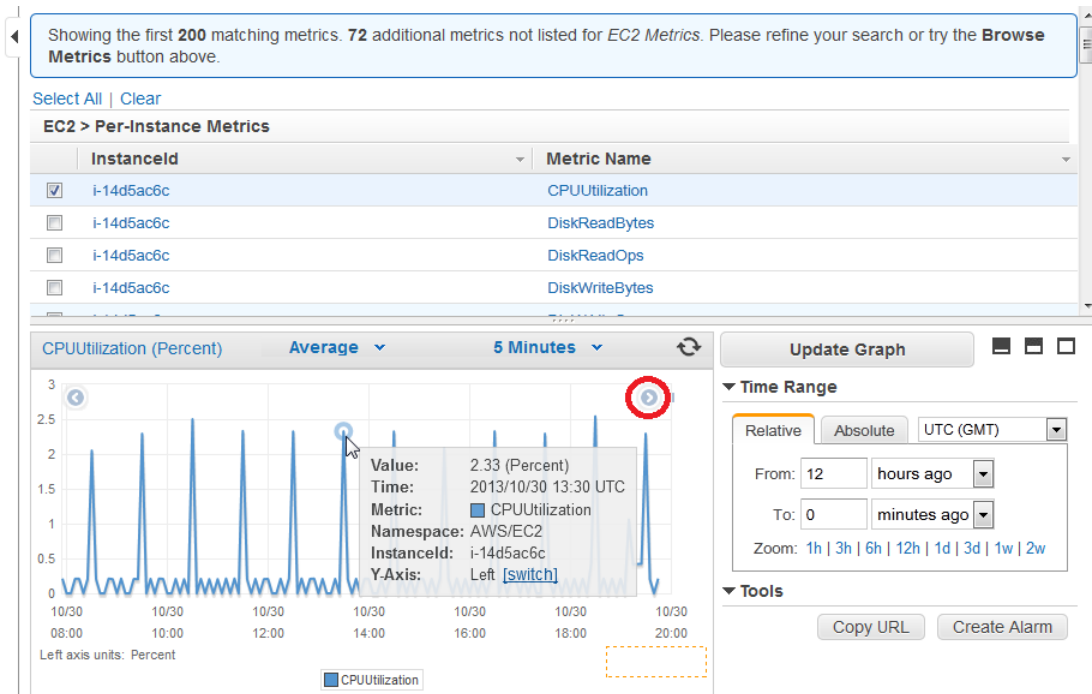 Showing the first 200 matching metrics. 72 additional metrics not listed for EC2 Metrics. Please refine your search or try the Browse
Metrics button above.
Select All | Clear
EC2 > Per-Instance Metrics
InstanceId Metric Name
i-14d5ac6c CPUUtilization
i-14d5ac6c DiskReadBytes
i-14d5ac6c DiskReadOps
i-14d5ac6c DiskWriteBytes
CPUUtilization (Percent) Average 5 Minutes
3
2.5
2
1.5
1
0.5
0
10/30 10/30 10/30 10/30 10/30 10/30 10/30
08:00 10:00 12:00 14:00 16:00 18:00 20:00
Left axis units: Percent
CPUUtilization
Value: 2.33 (Percent)
Time: 2013/10/30 13:30 UTC
Metric: CPUUtilization
Namespace: AWS/EC2
InstanceId: i-14d5ac6c
Y-Axis: Left [switch]
Update Graph
Time Range
Relative Absolute UTC (GMT)
From: 12 hours ago
To: 0 minutes ago
Zoom: 1h | 3h | 6h | 12h | 1d | 3d | 1w | 2w
Tools
Copy URL Create Alarm